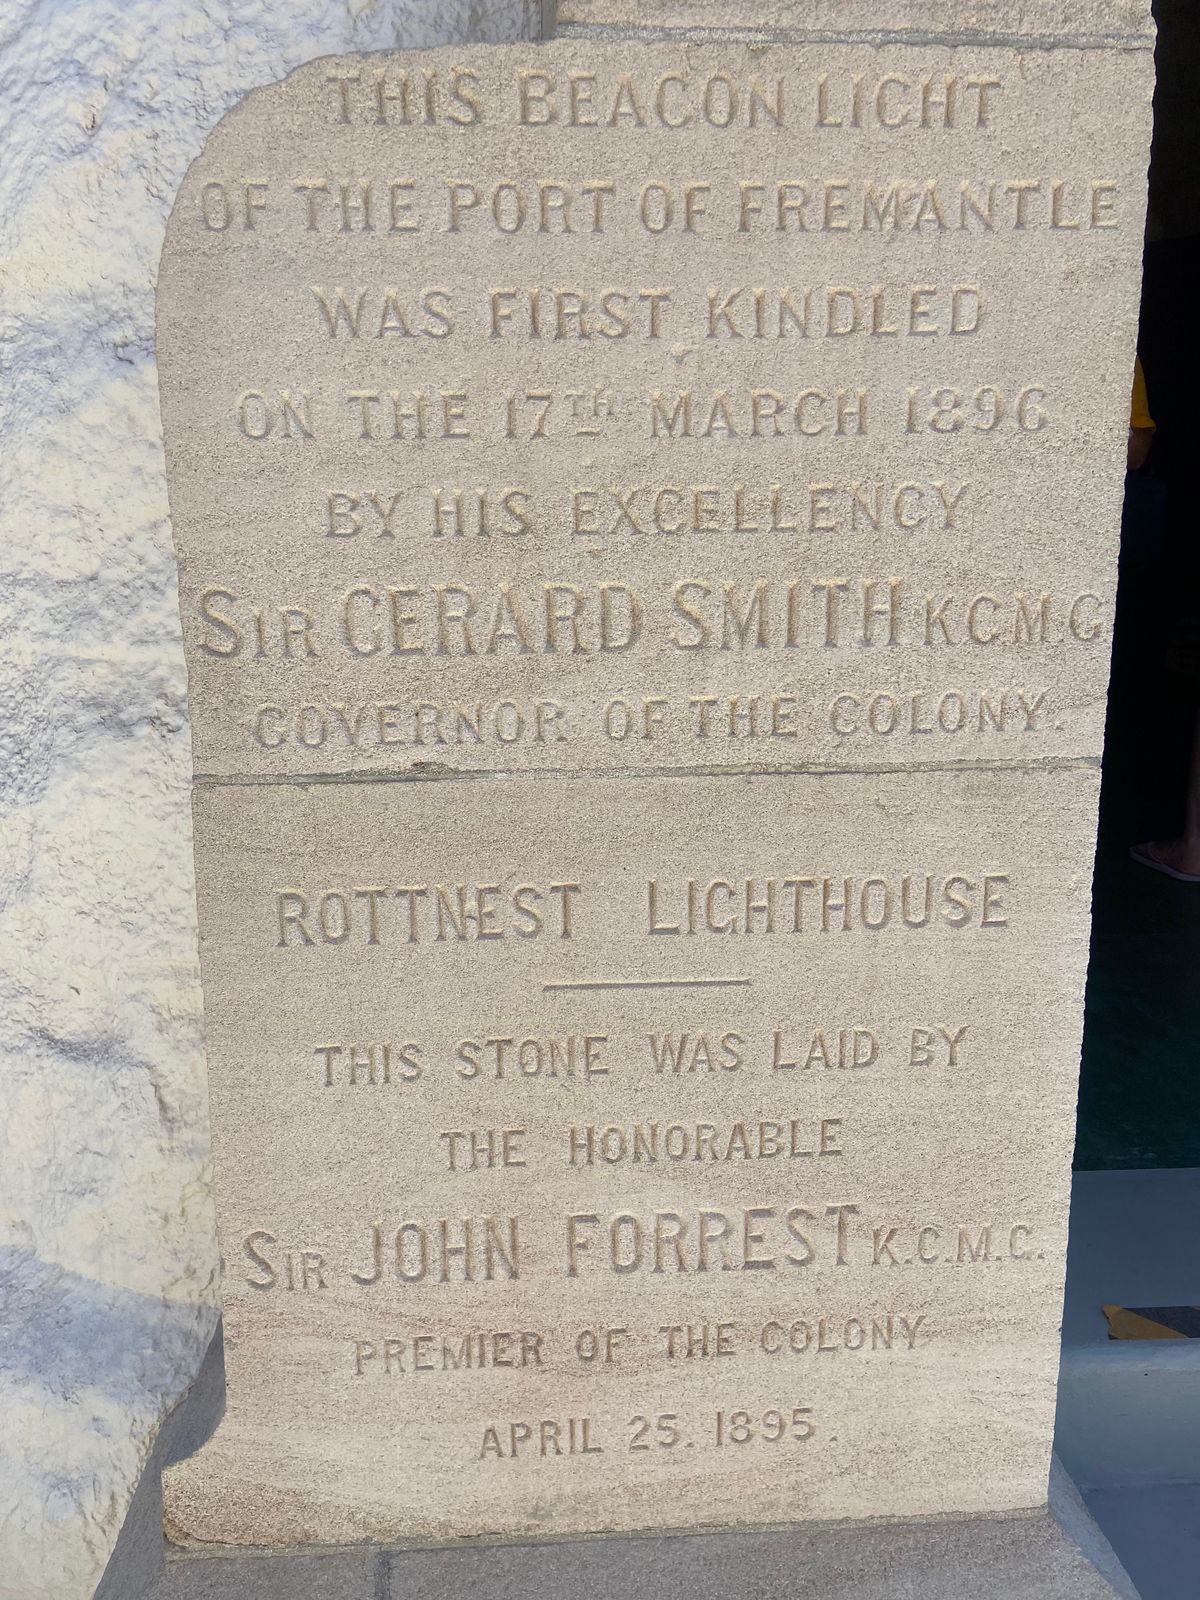 THIS BEACON LIGHT
OF THE PORT OF FREMANTLE
WAS FIRST KINDLED
ON THE 17TH MARCH 1896
BY HIS EXCELLENCY
SIR GERARD SMITH K.C.M.G
GOVERNOR OF THE COLONY.
ROTTNEST LIGHTHOUSE
THIS STONE WAS LAID BY
THE HONORABLE
SIR JOHN FORREST K.C.M.G.
PREMIER OF THE COLONY
APRIL 25. 1895.